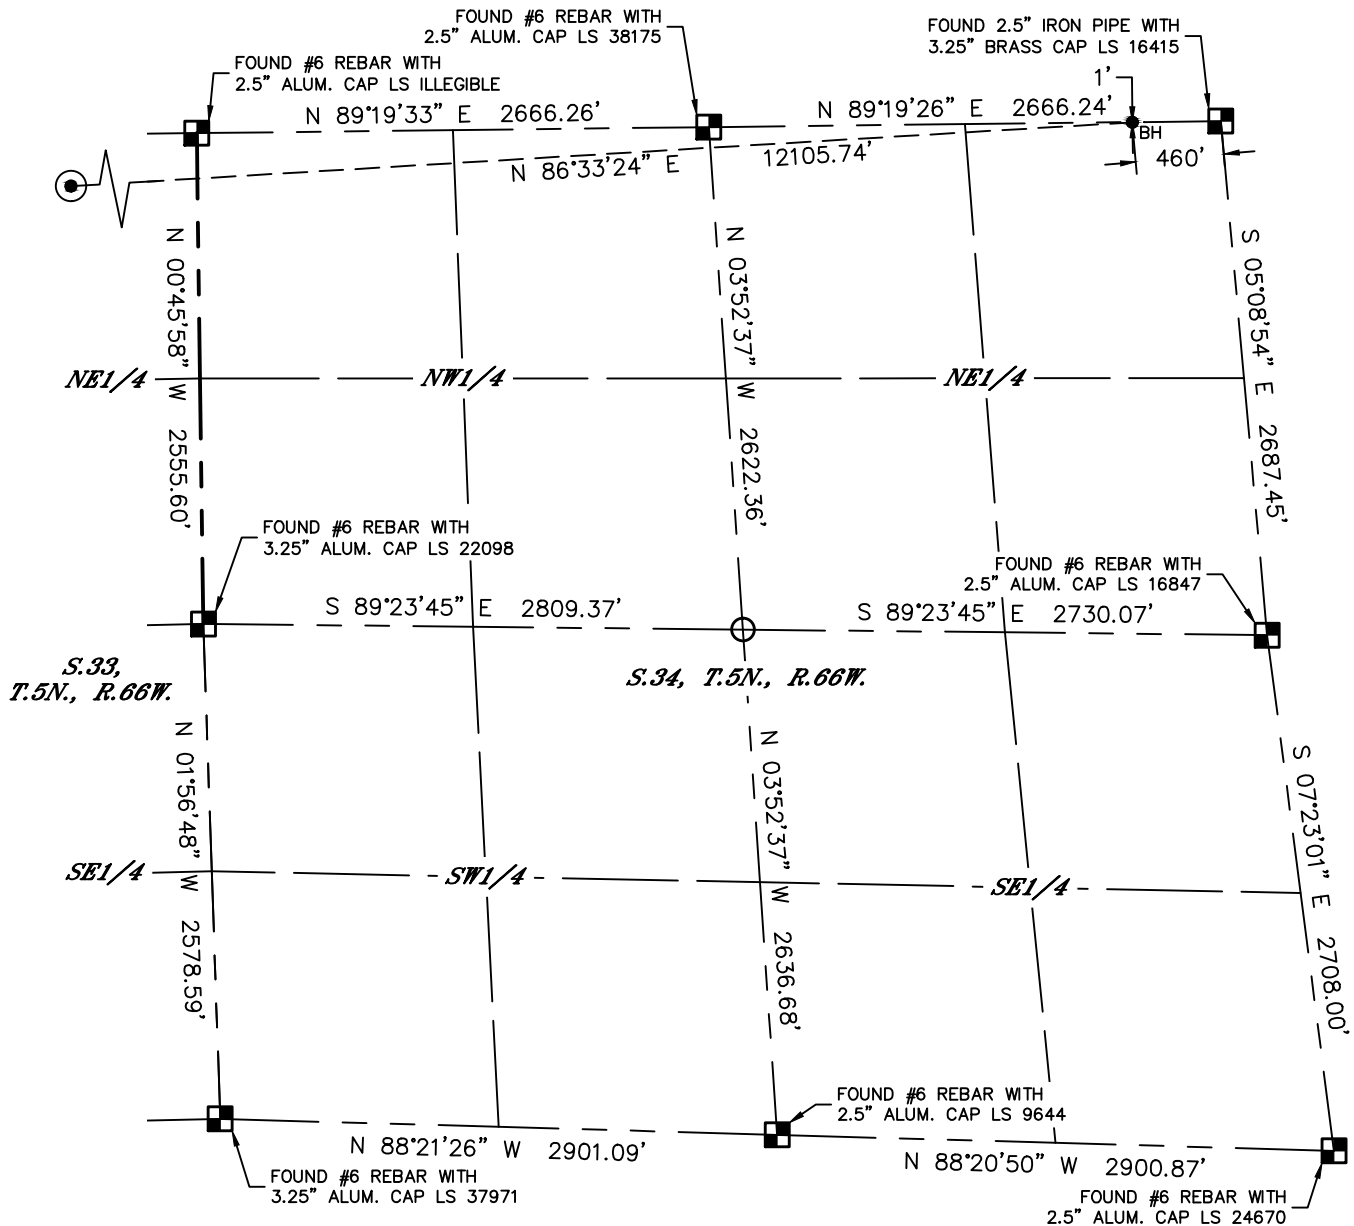 FOUND #6 REBAR WITH
2.5" ALUM. CAP LS 38175
FOUND 2.5" IRON PIPE WITH
3.25" BRASS CAP LS 16415
FOUND #6 REBAR WITH
2.5" ALUM. CAP LS ILLEGIBLE
1'
N 89°19'33" E 2666.26'
N 89°19'26" E 2666.24'
BH
460'
N 86°33'24" E 12105.74'
N 00°45'58" W 2555.60'
N 03°52'37" W 2622.36'
S 05°08'54" E 2687.45'
NE1/4
NW1/4
NE1/4
FOUND #6 REBAR WITH
3.25" ALUM. CAP LS 22098
FOUND #6 REBAR WITH
2.5" ALUM. CAP LS 16847
S 89°23'45" E 2809.37'
S 89°23'45" E 2730.07'
S.33,
T.5N., R.66W.
S.34, T.5N., R.66W.
N 01°56'48" W 2578.59'
N 03°52'37" W 2636.68'
S 07°23'01" E 2708.00'
SE1/4
SW1/4
SE1/4
FOUND #6 REBAR WITH
2.5" ALUM. CAP LS 9644
N 88°21'26" W 2901.09'
N 88°20'50" W 2900.87'
FOUND #6 REBAR WITH
3.25" ALUM. CAP LS 37971
FOUND #6 REBAR WITH
2.5" ALUM. CAP LS 24670